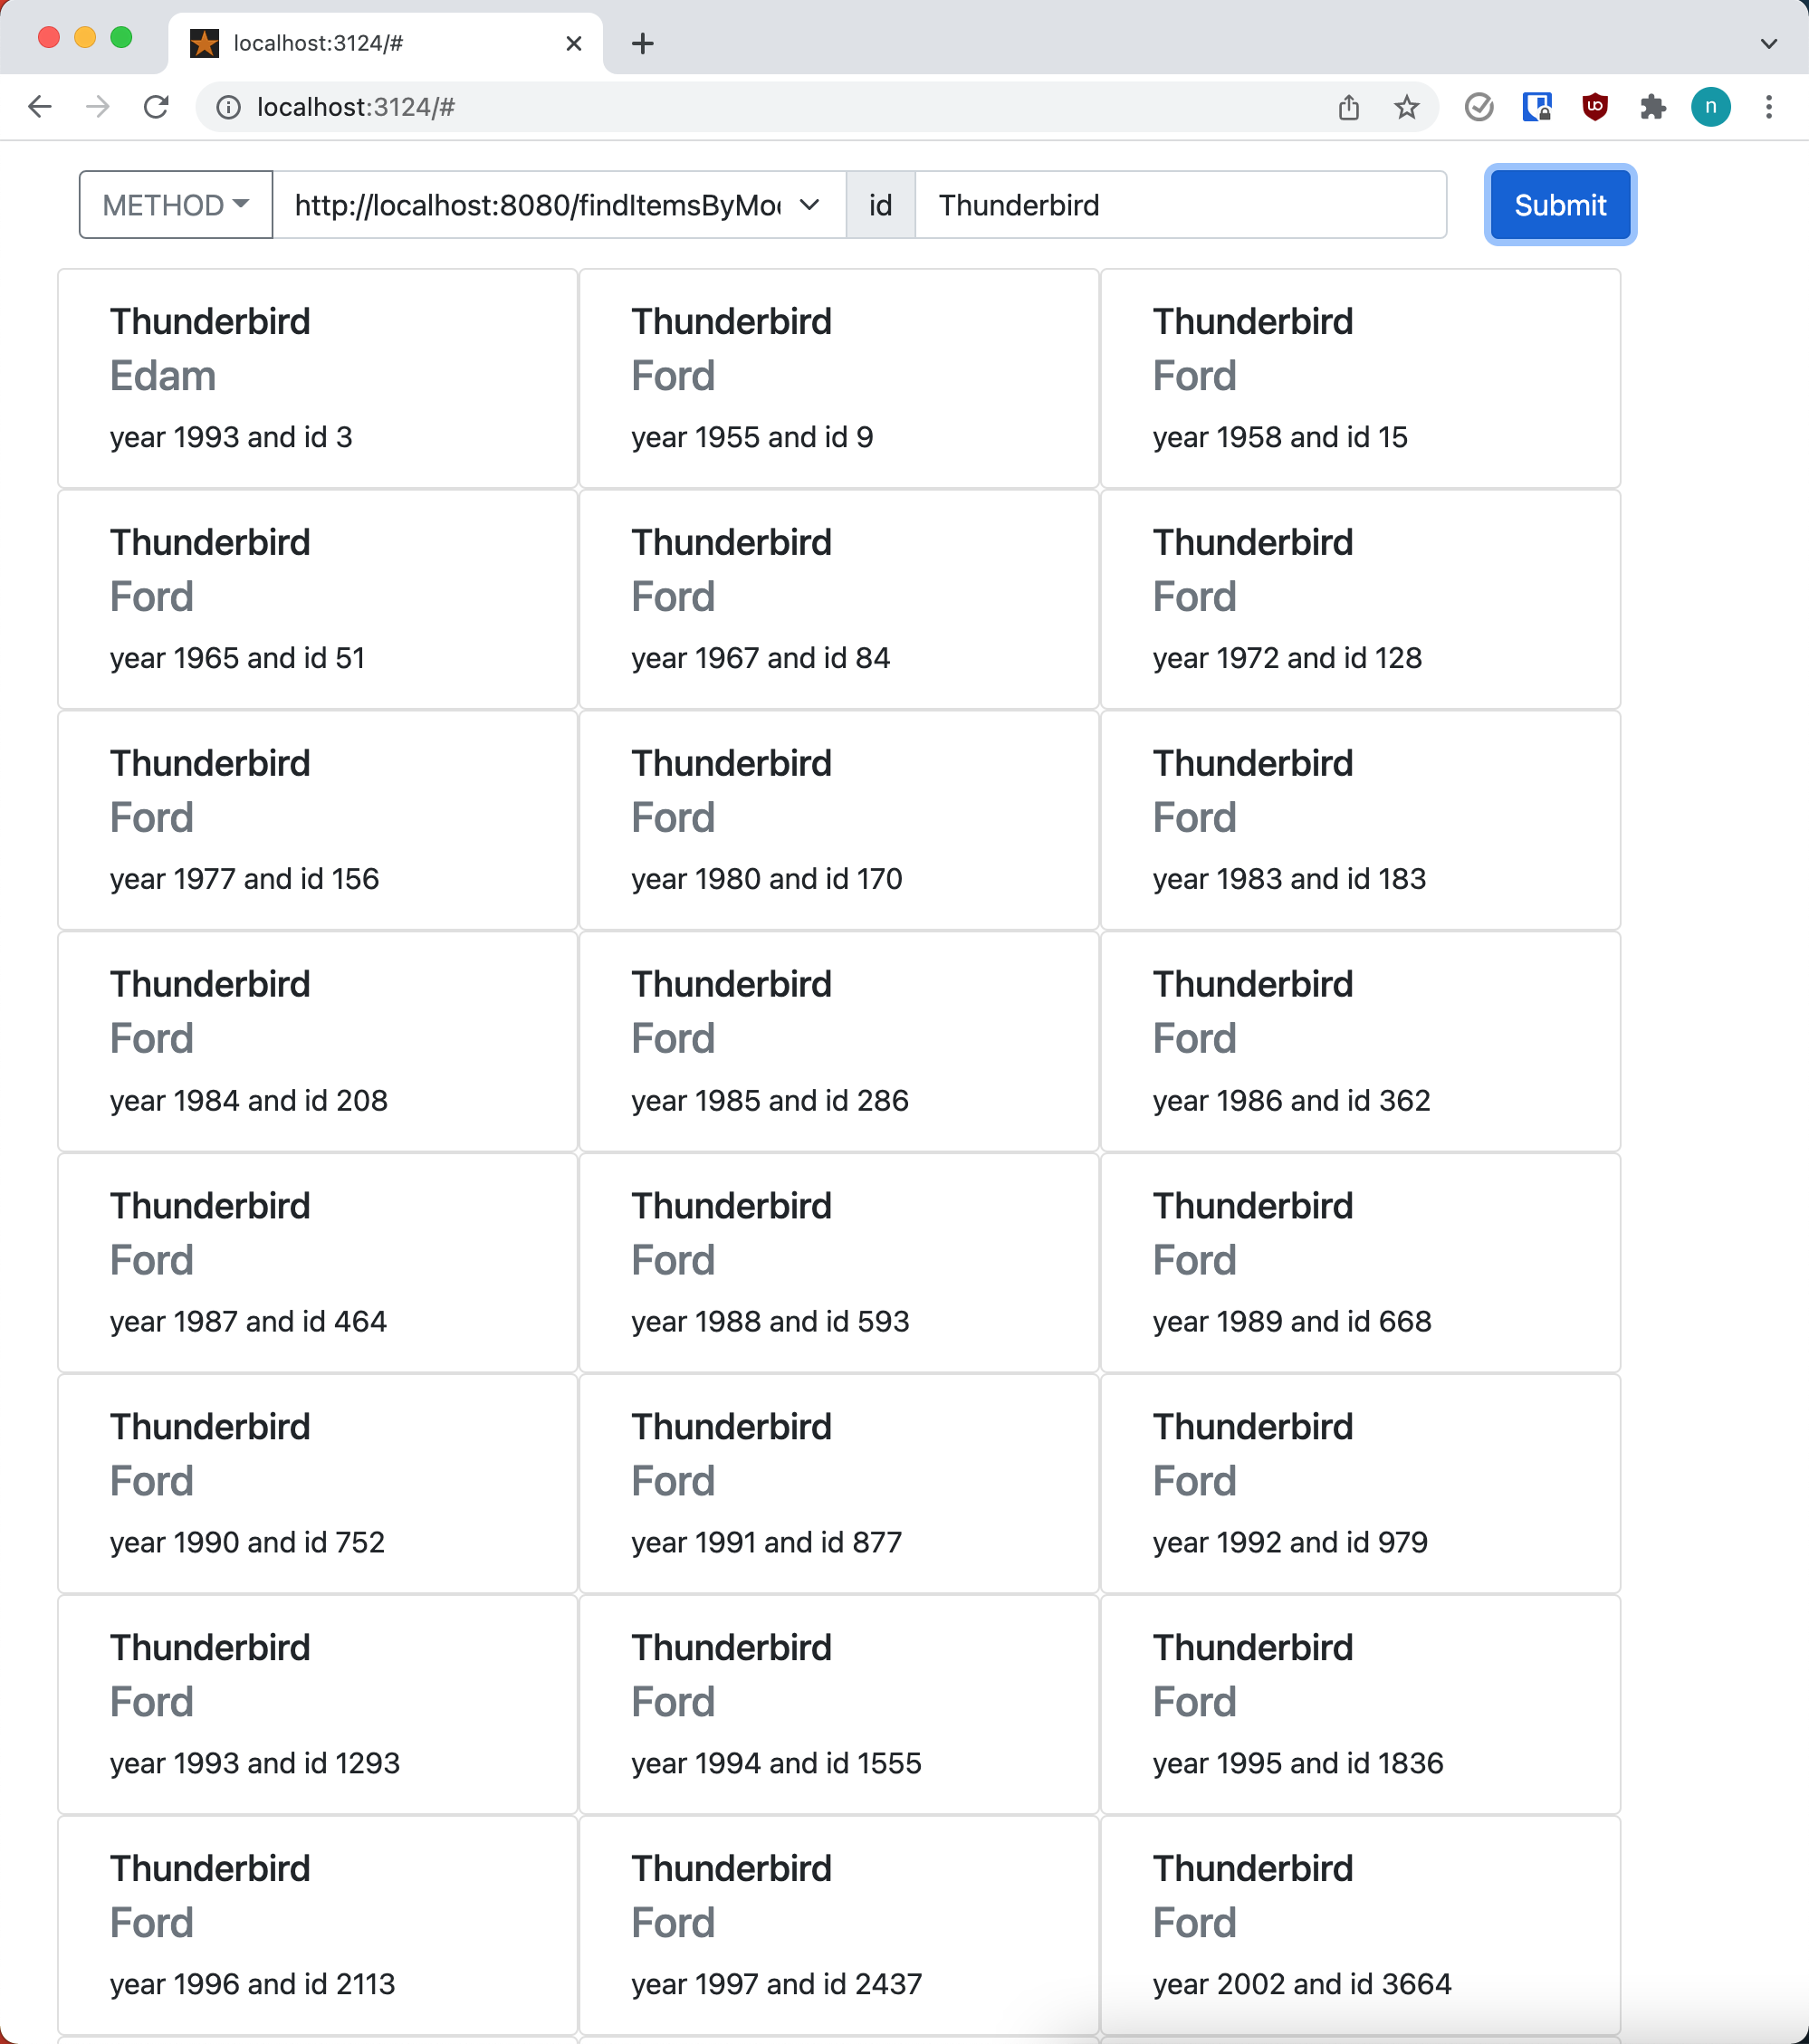 localhost:3124/#
localhost:3124/#
n
METHOD http://localhost:8080/findItemsByMo id Thunderbird Submit
Thunderbird Thunderbird Thunderbird
Edam Ford Ford
year 1993 and id 3 year 1955 and id 9 year 1958 and id 15
Thunderbird Thunderbird Thunderbird
Ford Ford Ford
year 1965 and id 51 year 1967 and id 84 year 1972 and id 128
Thunderbird Thunderbird Thunderbird
Ford Ford Ford
year 1977 and id 156 year 1980 and id 170 year 1983 and id 183
Thunderbird Thunderbird Thunderbird
Ford Ford Ford
year 1984 and id 208 year 1985 and id 286 year 1986 and id 362
Thunderbird Thunderbird Thunderbird
Ford Ford Ford
year 1987 and id 464 year 1988 and id 593 year 1989 and id 668
Thunderbird Thunderbird Thunderbird
Ford Ford Ford
year 1990 and id 752 year 1991 and id 877 year 1992 and id 979
Thunderbird Thunderbird Thunderbird
Ford Ford Ford
year 1993 and id 1293 year 1994 and id 1555 year 1995 and id 1836
Thunderbird Thunderbird Thunderbird
Ford Ford Ford
year 1996 and id 2113 year 1997 and id 2437 year 2002 and id 3664